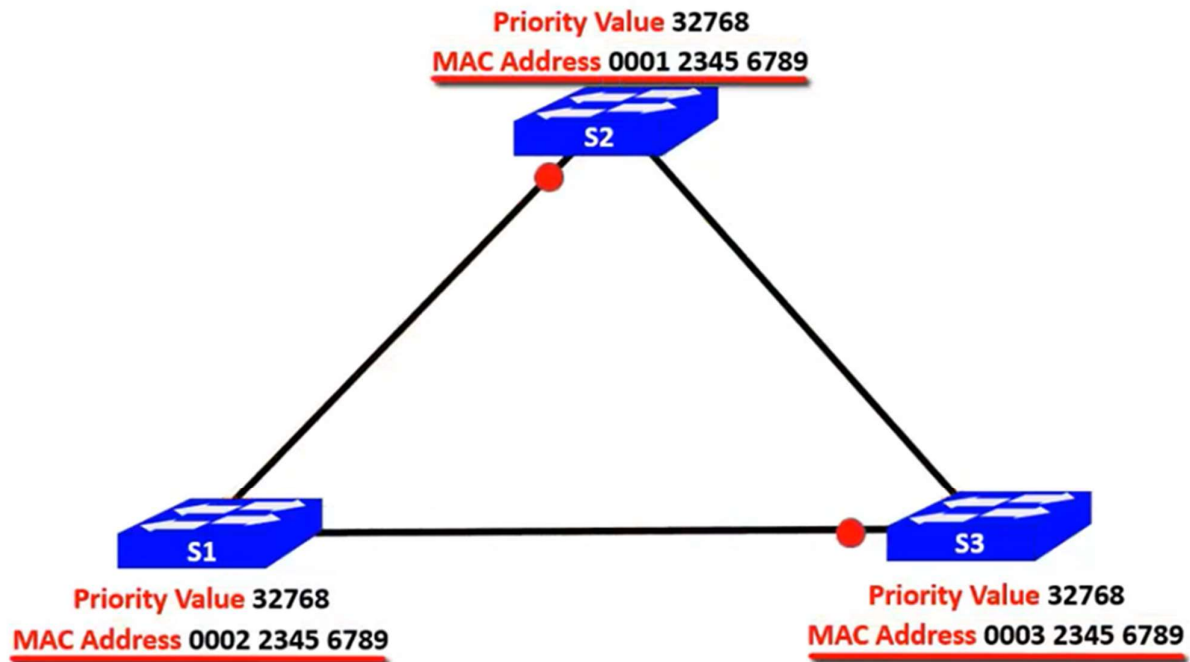 Priority Value 32768
MAC Address 0001 2345 6789
S2
S1
S3
Priority Value 32768
MAC Address 0002 2345 6789
Priority Value 32768
MAC Address 0003 2345 6789